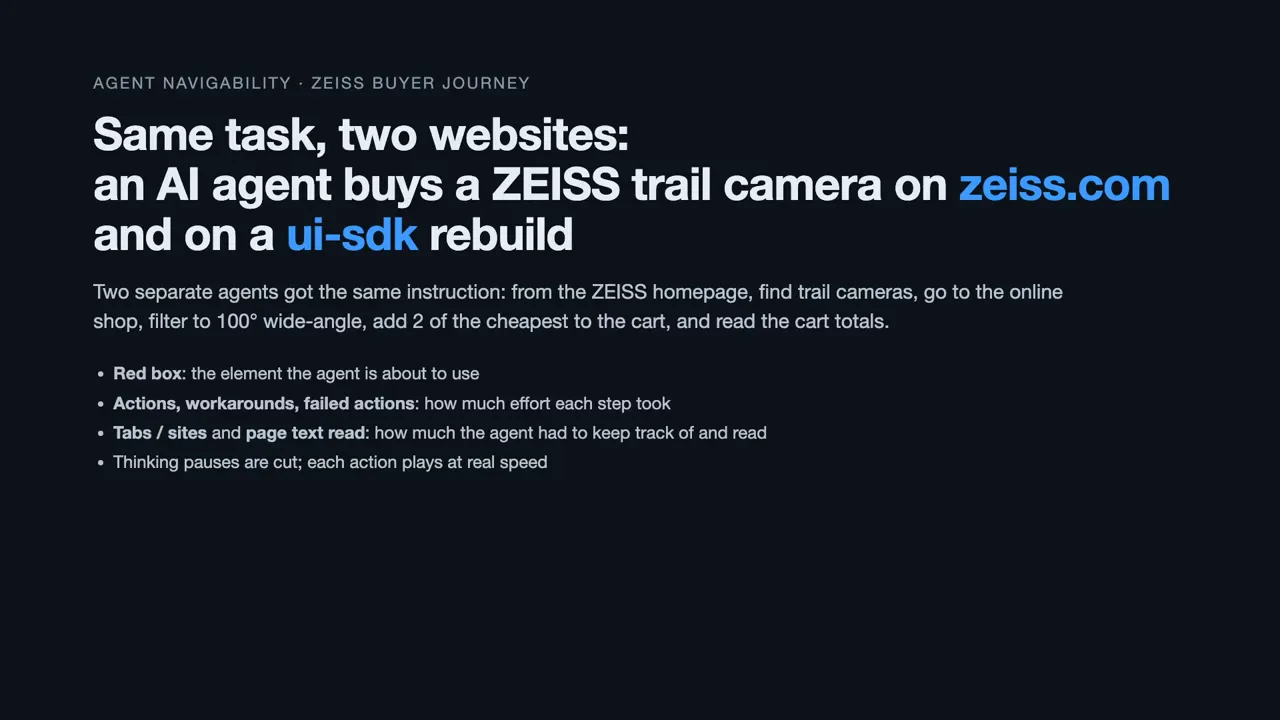 AGENT NAVIGABILITY · ZEISS BUYER JOURNEY
Same task, two websites:
an AI agent buys a ZEISS trail camera on zeiss.com
and on a ui-sdk rebuild
Two separate agents got the same instruction: from the ZEISS homepage, find trail cameras, go to the online
shop, filter to 100° wide-angle, add 2 of the cheapest to the cart, and read the cart totals.
• Red box: the element the agent is about to use
• Actions, workarounds, failed actions: how much effort each step took
• Tabs / sites and page text read: how much the agent had to keep track of and read
• Thinking pauses are cut; each action plays at real speed